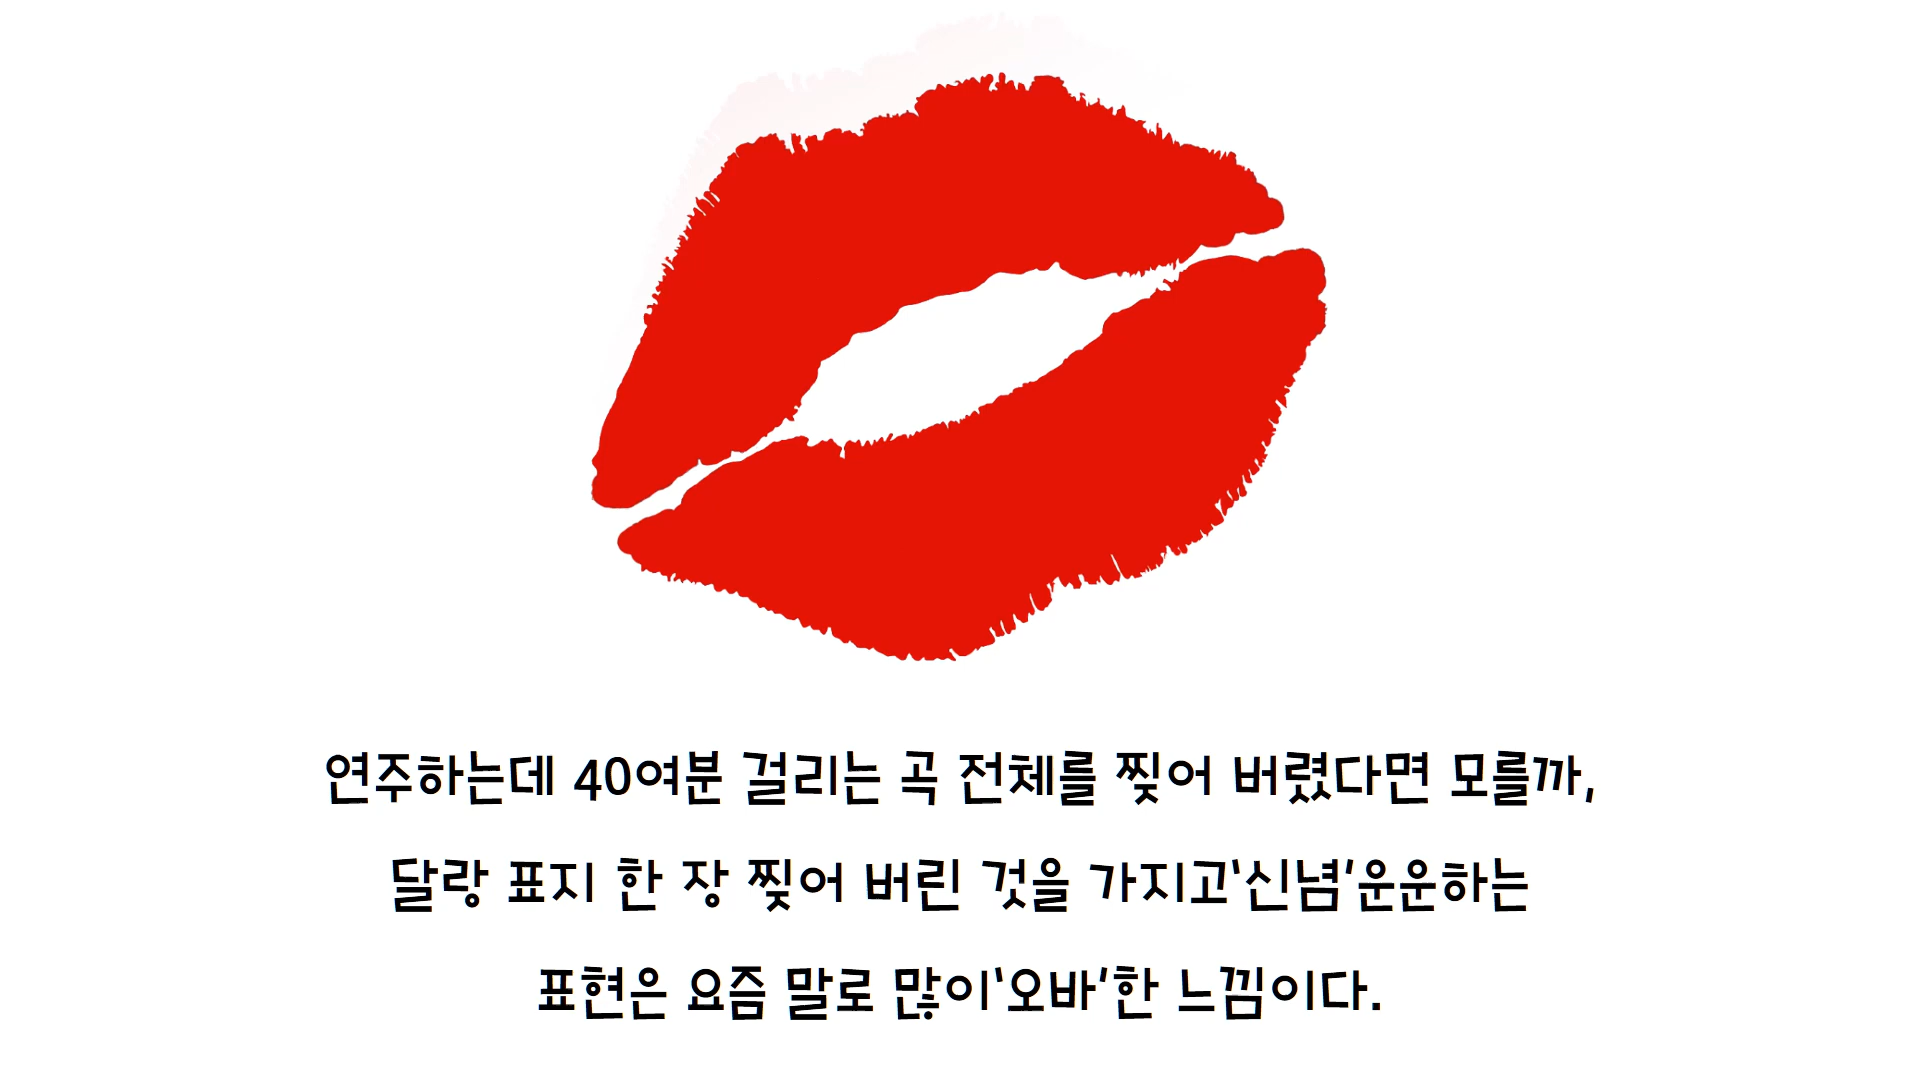 연주하는데 40여분 걸리는 곡 전체를 찢어 버렸다면 모를까,
달랑 표지 한 장 찢어 버린 것을 가지고'신념'운운하는
표현은 요즘 말로 많이'오바'한 느낌이다.